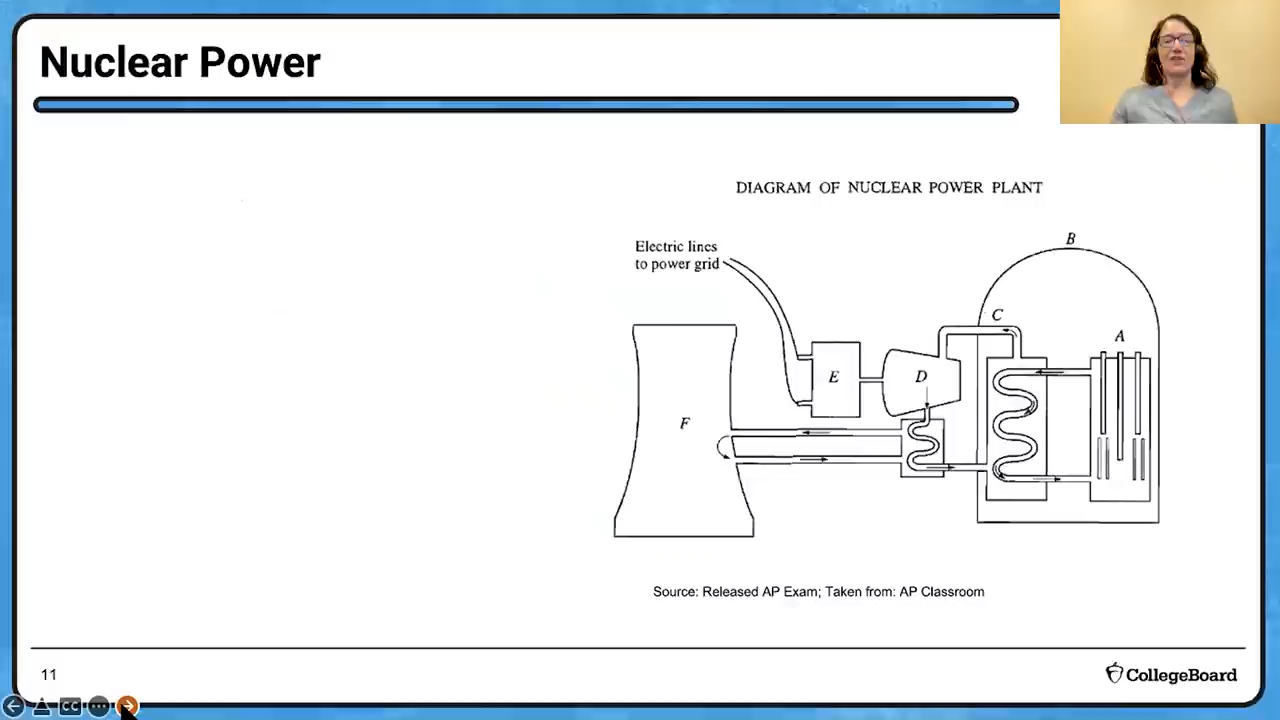 Nuclear Power
DIAGRAM OF NUCLEAR POWER PLANT
Electric lines
to power grid
B
C
A
E
D
F
Source: Released AP Exam; Taken from: AP Classroom
11
CollegeBoard
CC